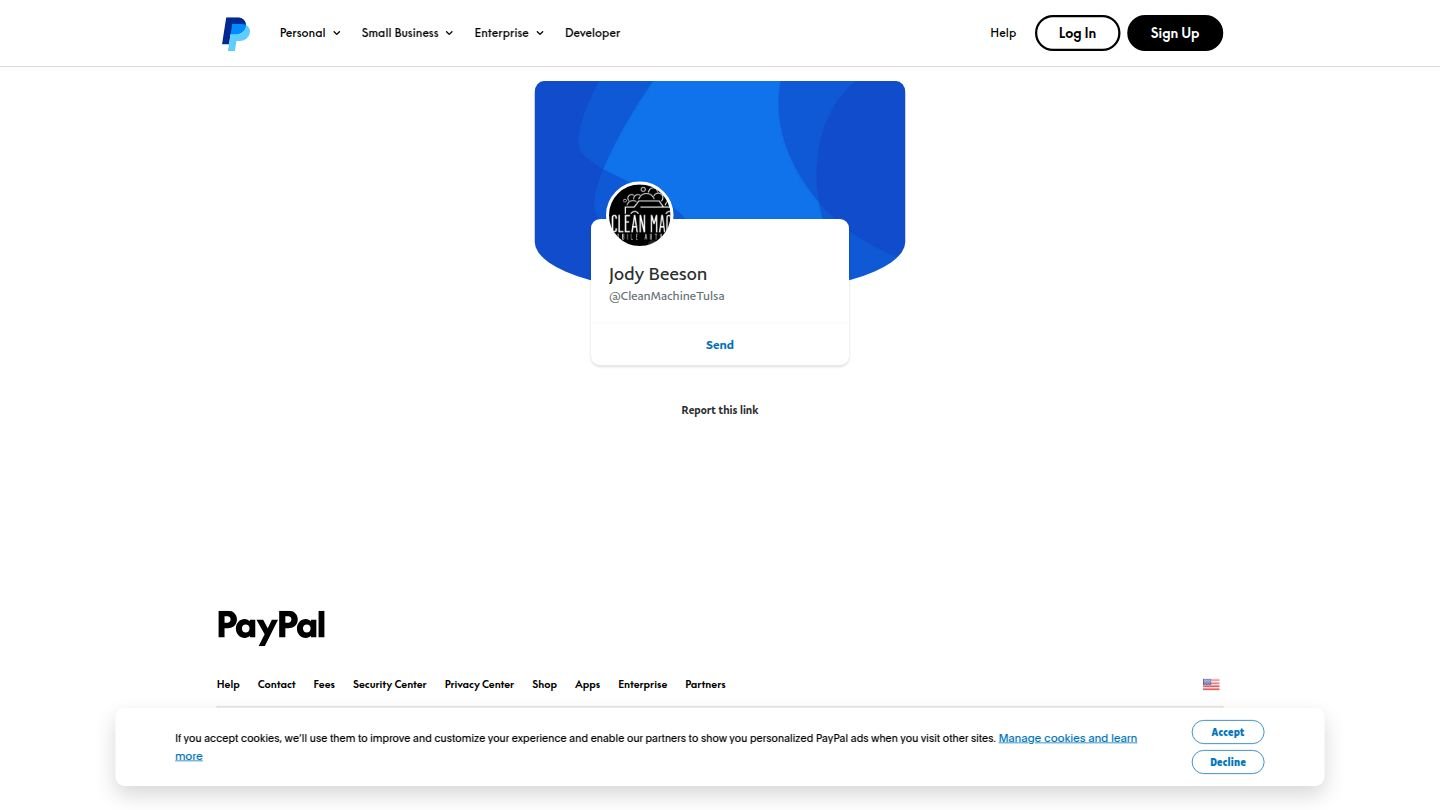 Personal Small Business Enterprise Developer Help Log In Sign Up
CLEAN MAC
Jody Beeson
@CleanMachineTulsa
Send
Report this link
PayPal
Help Contact Fees Security Center Privacy Center Shop Apps Enterprise Partners
If you accept cookies, we’ll use them to improve and customize your experience and enable our partners to show you personalized PayPal ads when you visit other sites. Manage cookies and learn
more
Accept
Decline